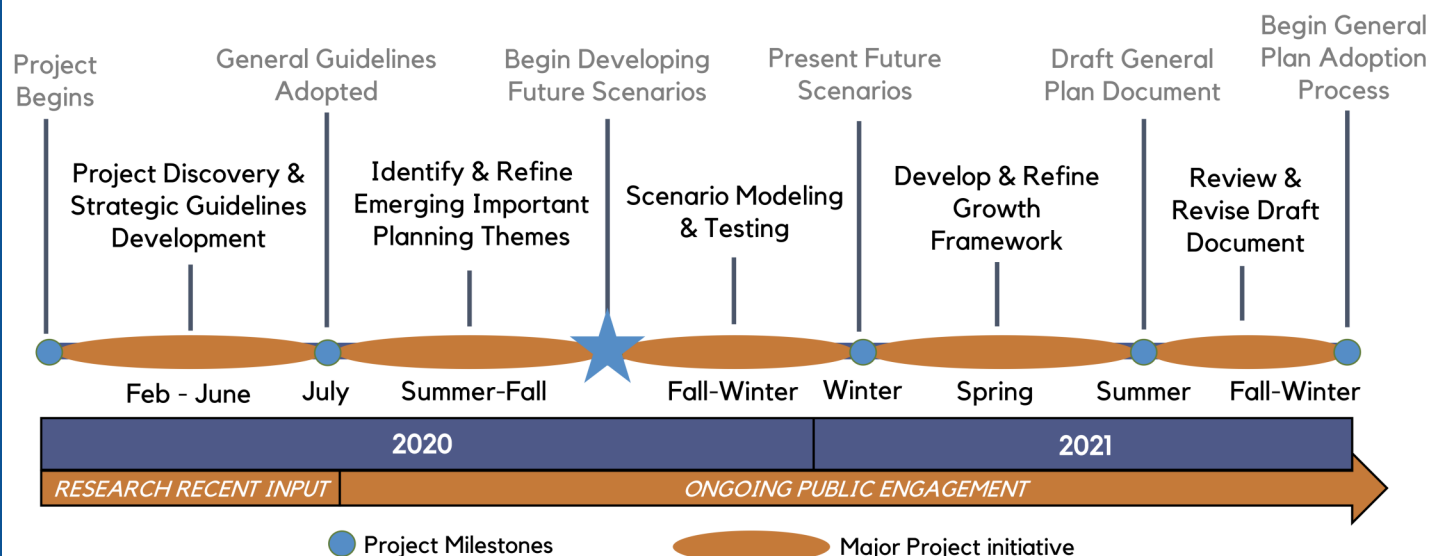 Project
Begins
General Guidelines
Adopted
Begin Developing
Future Scenarios
Present Future
Scenarios
Draft General
Plan Document
Begin General
Plan Adoption
Process
Project Discovery &
Strategic Guidelines
Development
Identify & Refine
Emerging Important
Planning Themes
Scenario Modeling
& Testing
Develop & Refine
Growth
Framework
Review &
Revise Draft
Document
Feb - June
July
Summer-Fall
Fall-Winter
Winter
Spring
Summer
Fall-Winter
2020
2021
RESEARCH RECENT INPUT
ONGOING PUBLIC ENGAGEMENT
Project Milestones
Major Project initiative